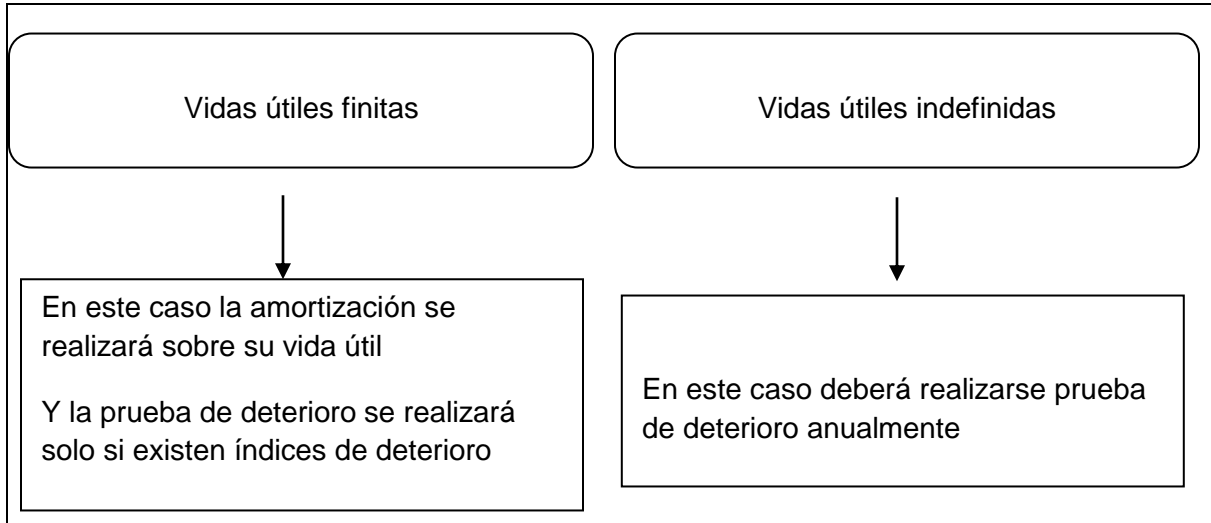 Vidas útiles finitas
Vidas útiles indefinidas
En este caso la amortización se
realizará sobre su vida útil
Y la prueba de deterioro se realizará
solo si existen índices de deterioro
En este caso deberá realizarse prueba
de deterioro anualmente